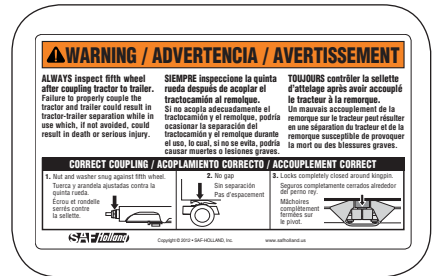 WARNING / ADVERTENCIA / AVERTISSEMENT
ALWAYS inspect fifth wheel
after coupling tractor to trailer.
Failure to properly couple the
tractor and trailer could result in
tractor-trailer separation while in
use which, if not avoided, could
result in death or serious injury.
SIEMPRE inspeccione la quinta
rueda después de acoplar el
tractocamión al remolque.
Si no acopla adecuadamente el
tractocamión y el remolque, podría
ocasionar la separación del
tractocamión y el remolque durante
el uso, lo cual, si no se evita, podría
causar muertes o lesiones graves.
TOUJOURS contrôler la sellette
d'attelage après avoir accouplé
le tracteur à la remorque.
Un mauvais accouplement de la
remorque sur le tracteur peut résulter
en une séparation du tracteur et de la
remorque susceptible de provoquer
la mort ou des blessures graves.
CORRECT COUPLING / ACOPLAMIENTO CORRECTO / ACCOUPLEMENT CORRECT
1. Nut and washer snug against fifth wheel.
Tuerca y arandela ajustadas contra la
quinta rueda.
Écrou et rondelle
serrés contre
la sellette.
2. No gap
Sin separación
Pas d'espacement
3. Locks completely closed around kingpin.
Seguros completamente cerrados alrededor
del perno rey.
Mâchoires
complètement
fermées sur
le pivot.
SAF Holland
Copyright © 2012 • SAF-HOLLAND, Inc.
www.safholland.us